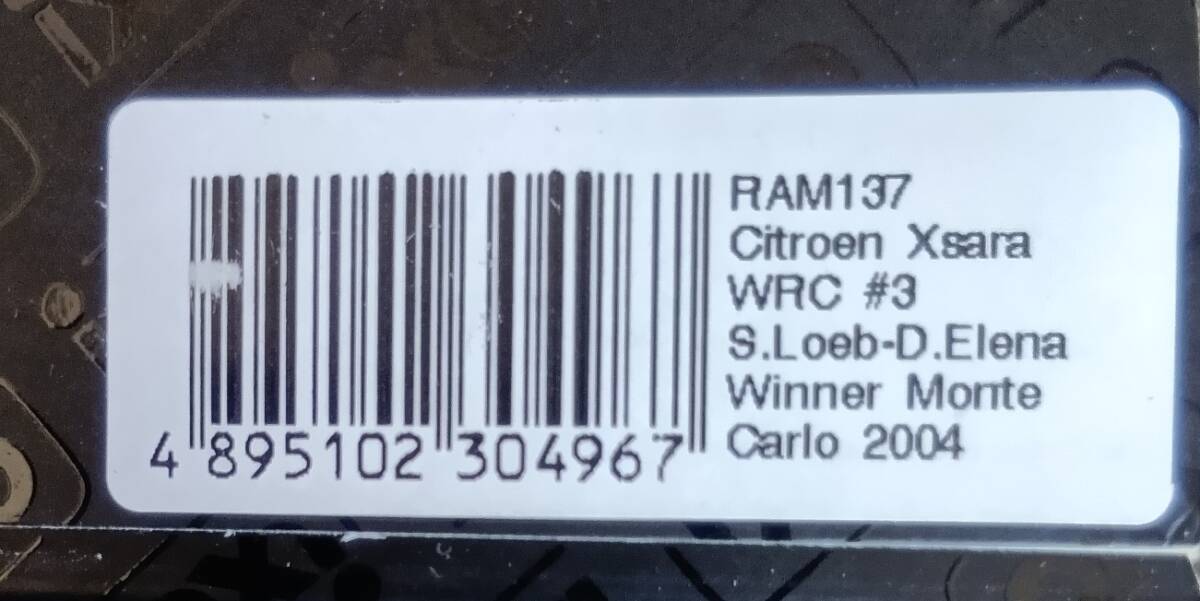 RAM137
Citroen Xsara
WRC #3
S.Loeb-D.Elena
Winner Monte
Carlo 2004
4 895102 304967